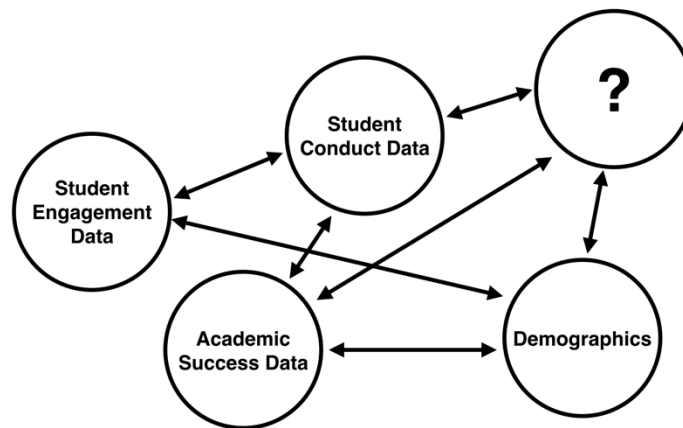 ?
Student
Conduct Data
Student
Engagement
Data
Academic
Success Data
Demographics